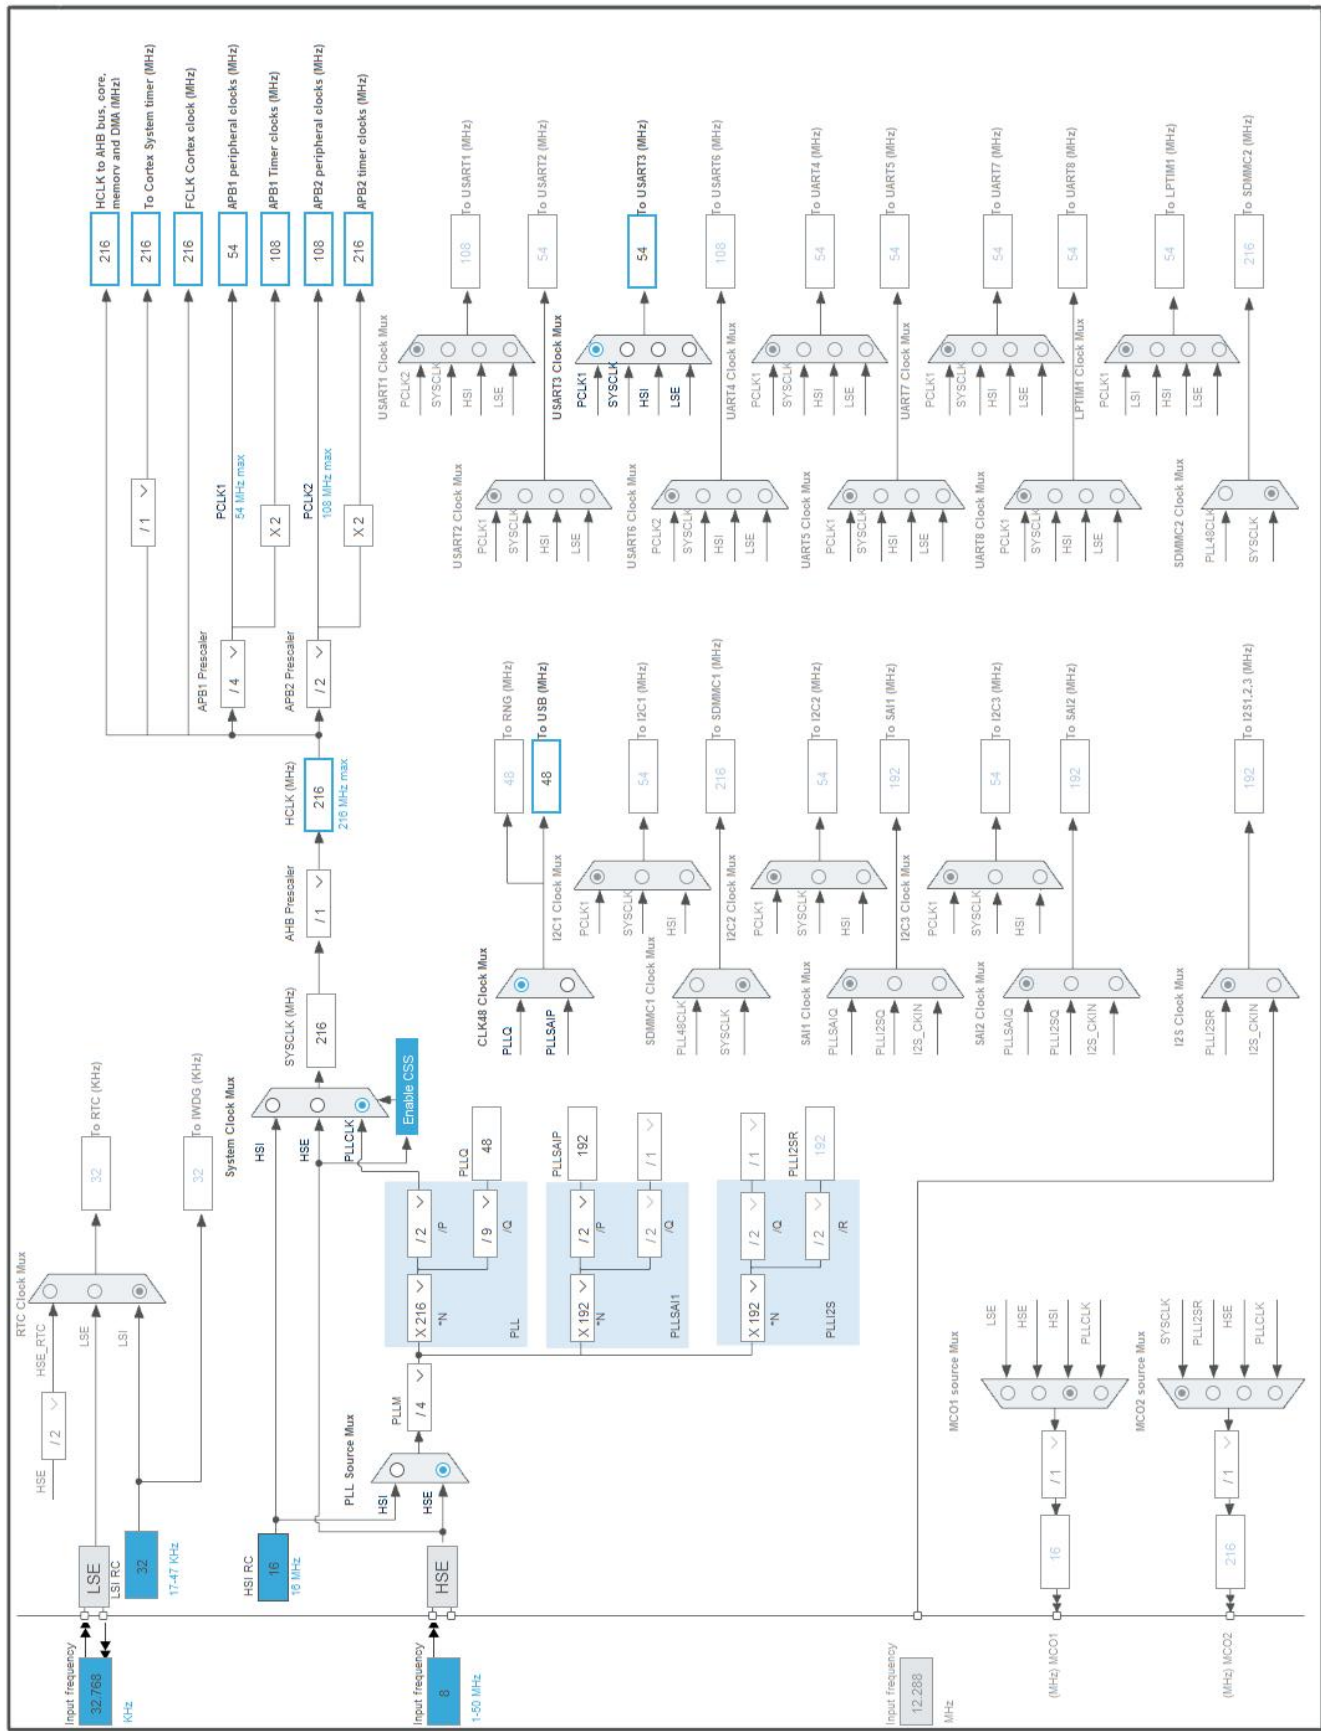 RTC Clock Mux
HSE
/ 2
HSE_RTC
LSE
LSI
32
To RTC (KHz)
32
To IWDG (KHz)
Input frequency
32.768
KHz
LSE
LSI RC
32
17-47 KHz
HSI RC
16
16 MHz
Input frequency
8
1-50 MHz
HSE
PLL Source Mux
HSI
HSE
PLLM
/ 4
System Clock Mux
HSI
HSE
PLLCLK
Enable CSS
SYSCLK (MHz)
216
AHB Prescaler
/ 1
HCLK (MHz)
216
216 MHz max
APB1 Prescaler
/ 4
APB2 Prescaler
/ 2
/ 1
PCLK1
54 MHz max
X 2
PCLK2
108 MHz max
X 2
216
HCLK to AHB bus, core,
memory and DMA (MHz)
216
To Cortex System timer (MHz)
216
FCLK Cortex clock (MHz)
54
APB1 peripheral clocks (MHz)
108
APB1 Timer clocks (MHz)
108
APB2 peripheral clocks (MHz)
216
APB2 timer clocks (MHz)
X 216
*N
/ 2
/P
/ 9
/Q
PLL
PLLQ
48
X 192
*N
/ 2
/P
/ 2
/Q
PLLSAI1
PLLSAIP
192
/ 1
X 192
*N
/ 2
/Q
/ 2
/R
PLLI2S
/ 1
PLLI2SR
192
CLK48 Clock Mux
PLLQ
PLLSAIP
48
To RNG (MHz)
48
To USB (MHz)
I2C1 Clock Mux
PCLK1
SYSCLK
HSI
54
To I2C1 (MHz)
SDMMC1 Clock Mux
PLL48CLK
SYSCLK
216
To SDMMC1 (MHz)
I2C2 Clock Mux
PCLK1
SYSCLK
HSI
54
To I2C2 (MHz)
SAI1 Clock Mux
PLLSAIQ
PLLI2SQ
I2S_CKIN
192
To SAI1 (MHz)
I2C3 Clock Mux
PCLK1
SYSCLK
HSI
54
To I2C3 (MHz)
SAI2 Clock Mux
PLLSAIQ
PLLI2SQ
I2S_CKIN
192
To SAI2 (MHz)
I2S Clock Mux
PLLI2SR
I2S_CKIN
192
To I2S1,2,3 (MHz)
USART1 Clock Mux
PCLK2
SYSCLK
HSI
LSE
108
To USART1 (MHz)
USART2 Clock Mux
PCLK1
SYSCLK
HSI
LSE
54
To USART2 (MHz)
USART3 Clock Mux
PCLK1
SYSCLK
HSI
LSE
54
To USART3 (MHz)
USART6 Clock Mux
PCLK2
SYSCLK
HSI
LSE
108
To USART6 (MHz)
UART4 Clock Mux
PCLK1
SYSCLK
HSI
LSE
54
To UART4 (MHz)
UART5 Clock Mux
PCLK1
SYSCLK
HSI
LSE
54
To UART5 (MHz)
UART7 Clock Mux
PCLK1
SYSCLK
HSI
LSE
54
To UART7 (MHz)
UART8 Clock Mux
PCLK1
SYSCLK
HSI
LSE
54
To UART8 (MHz)
LPTIM1 Clock Mux
PCLK1
LSI
HSI
LSE
54
To LPTIM1 (MHz)
SDMMC2 Clock Mux
PLL48CLK
SYSCLK
216
To SDMMC2 (MHz)
Input frequency
12.288
MHz
MCO1 source Mux
LSE
HSE
HSI
PLLCLK
/ 1
16
(MHz) MCO1
MCO2 source Mux
SYSCLK
PLLI2SR
HSE
PLLCLK
/ 1
216
(MHz) MCO2